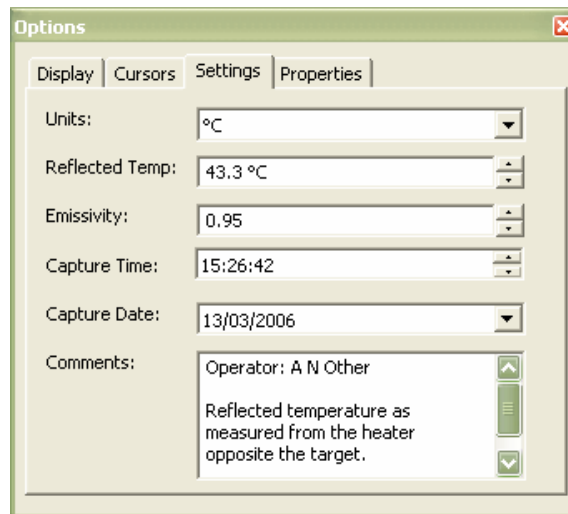 Options
Display Cursors Settings Properties
Units: °C
Reflected Temp: 43.3 °C
Emissivity: 0.95
Capture Time: 15:26:42
Capture Date: 13/03/2006
Comments: Operator: A N Other
Reflected temperature as
measured from the heater
opposite the target.